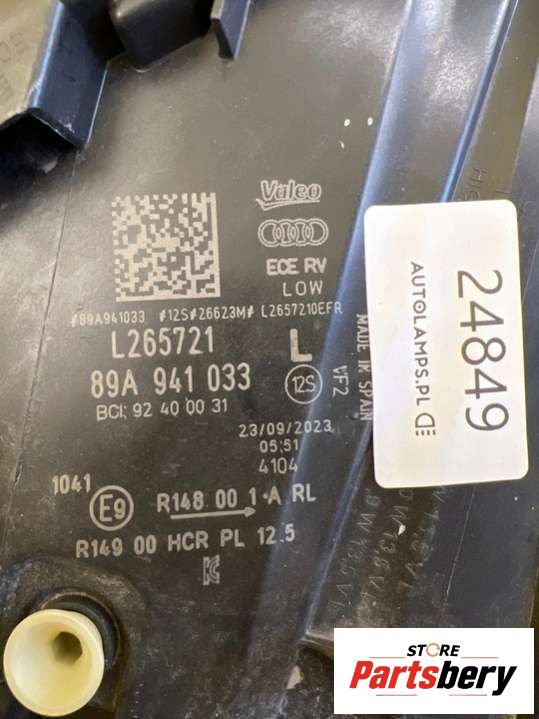 Valeo
ECE RV
LOW
#89A941033 #12S#26623M# L2657210EFR
L265721 L
89A 941 033 12S
BCI; 92 40 00 31
VF2
MADE IN SPAIN
23/09/2023
05:51
4104
1041
E9 R148 00 1 A RL
R149 00 HCR PL 12.5
24849
AUTOLAMPS.PL
STORE
Partsbery